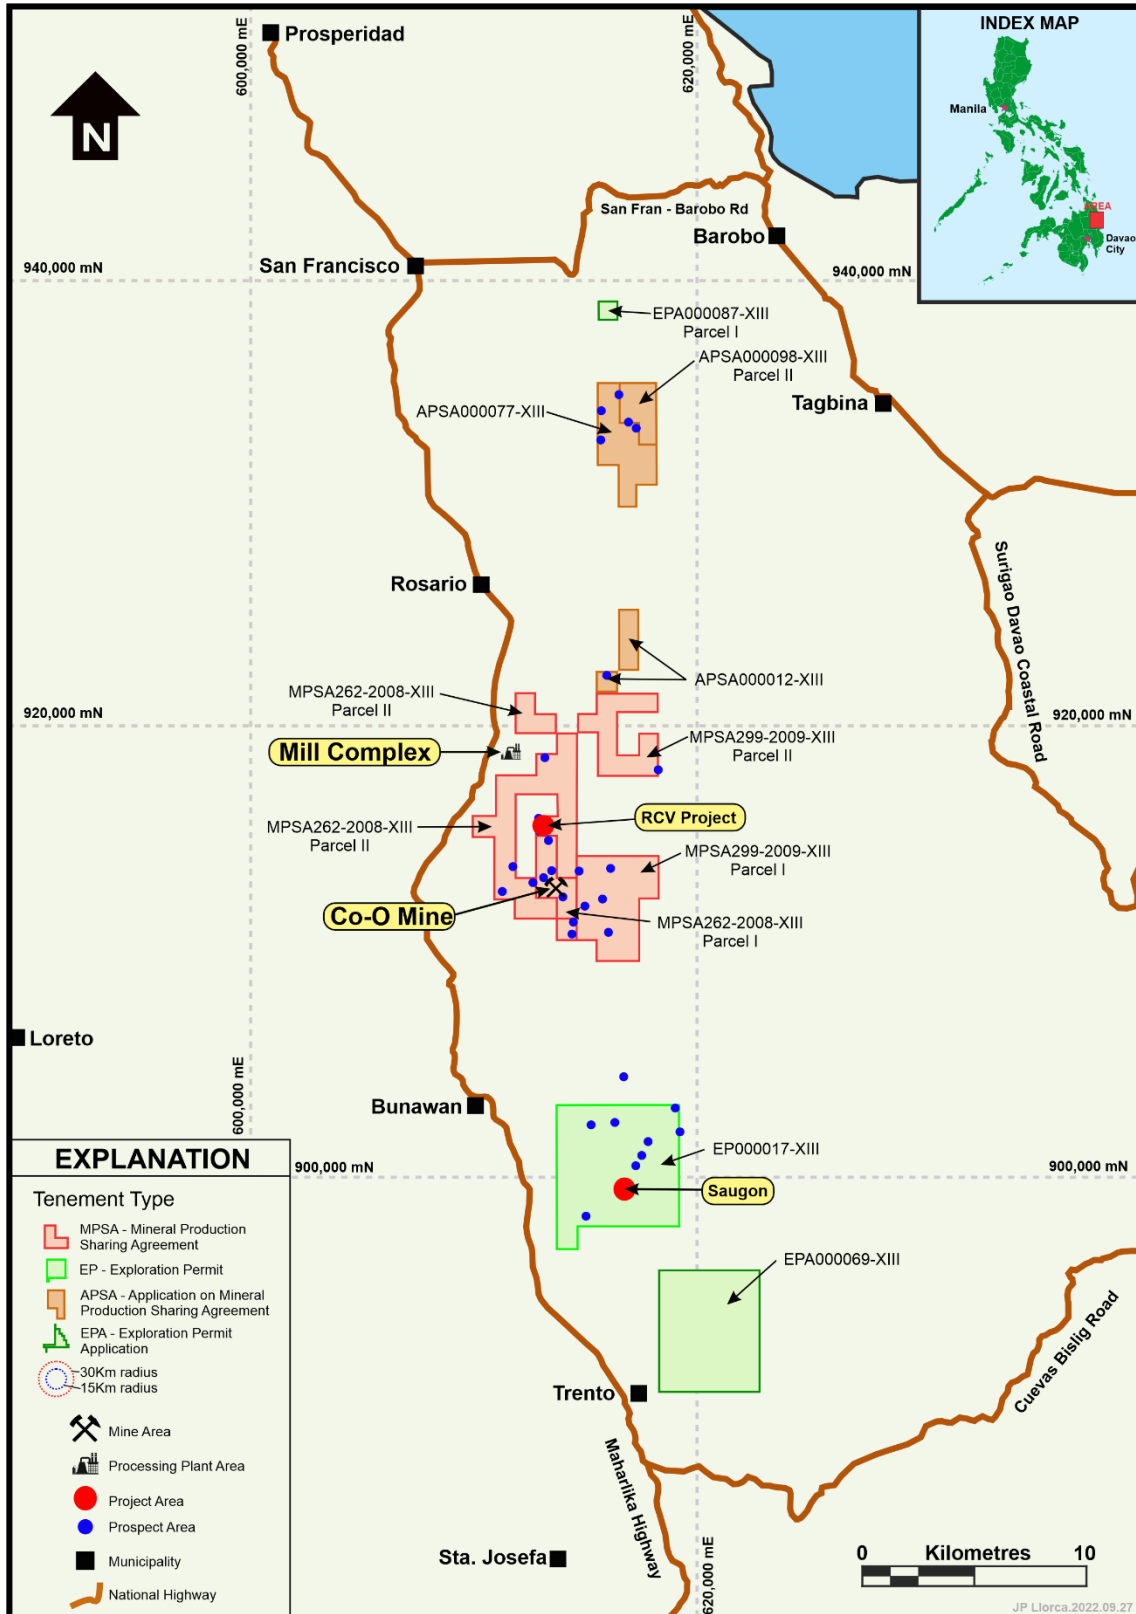 Prosperidad
600,000 mE
620,000 mE
INDEX MAP
Manila
AREA
Davao
City
N
San Fran - Barobo Rd
Barobo
San Francisco
940,000 mN
940,000 mN
EPA000087-XIII
Parcel I
APSA000098-XIII
Parcel II
APSA000077-XIII
Tagbina
Surigao Davao Coastal Road
Rosario
APSA000012-XIII
MPSA262-2008-XIII
Parcel II
920,000 mN
920,000 mN
MPSA299-2009-XIII
Parcel II
Mill Complex
RCV Project
MPSA262-2008-XIII
Parcel II
MPSA299-2009-XIII
Parcel I
Co-O Mine
MPSA262-2008-XIII
Parcel I
Loreto
600,000 mE
Bunawan
EP000017-XIII
900,000 mN
900,000 mN
Saugon
EPA000069-XIII
Cuevas Bislig Road
Trento
Maharlika Highway
Sta. Josefa
620,000 mE
EXPLANATION
Tenement Type
MPSA - Mineral Production
Sharing Agreement
EP - Exploration Permit
APSA - Application on Mineral
Production Sharing Agreement
EPA - Exploration Permit
Application
30Km radius
15Km radius
Mine Area
Processing Plant Area
Project Area
Prospect Area
Municipality
National Highway
0 Kilometres 10
JP Llorca.2022.09.27